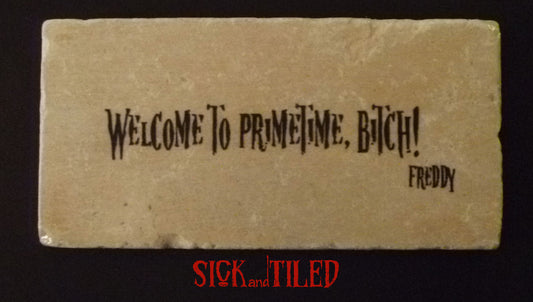 WELCOME TO PRIMETIME, BITCH!
FREDDY
SICK and TILED